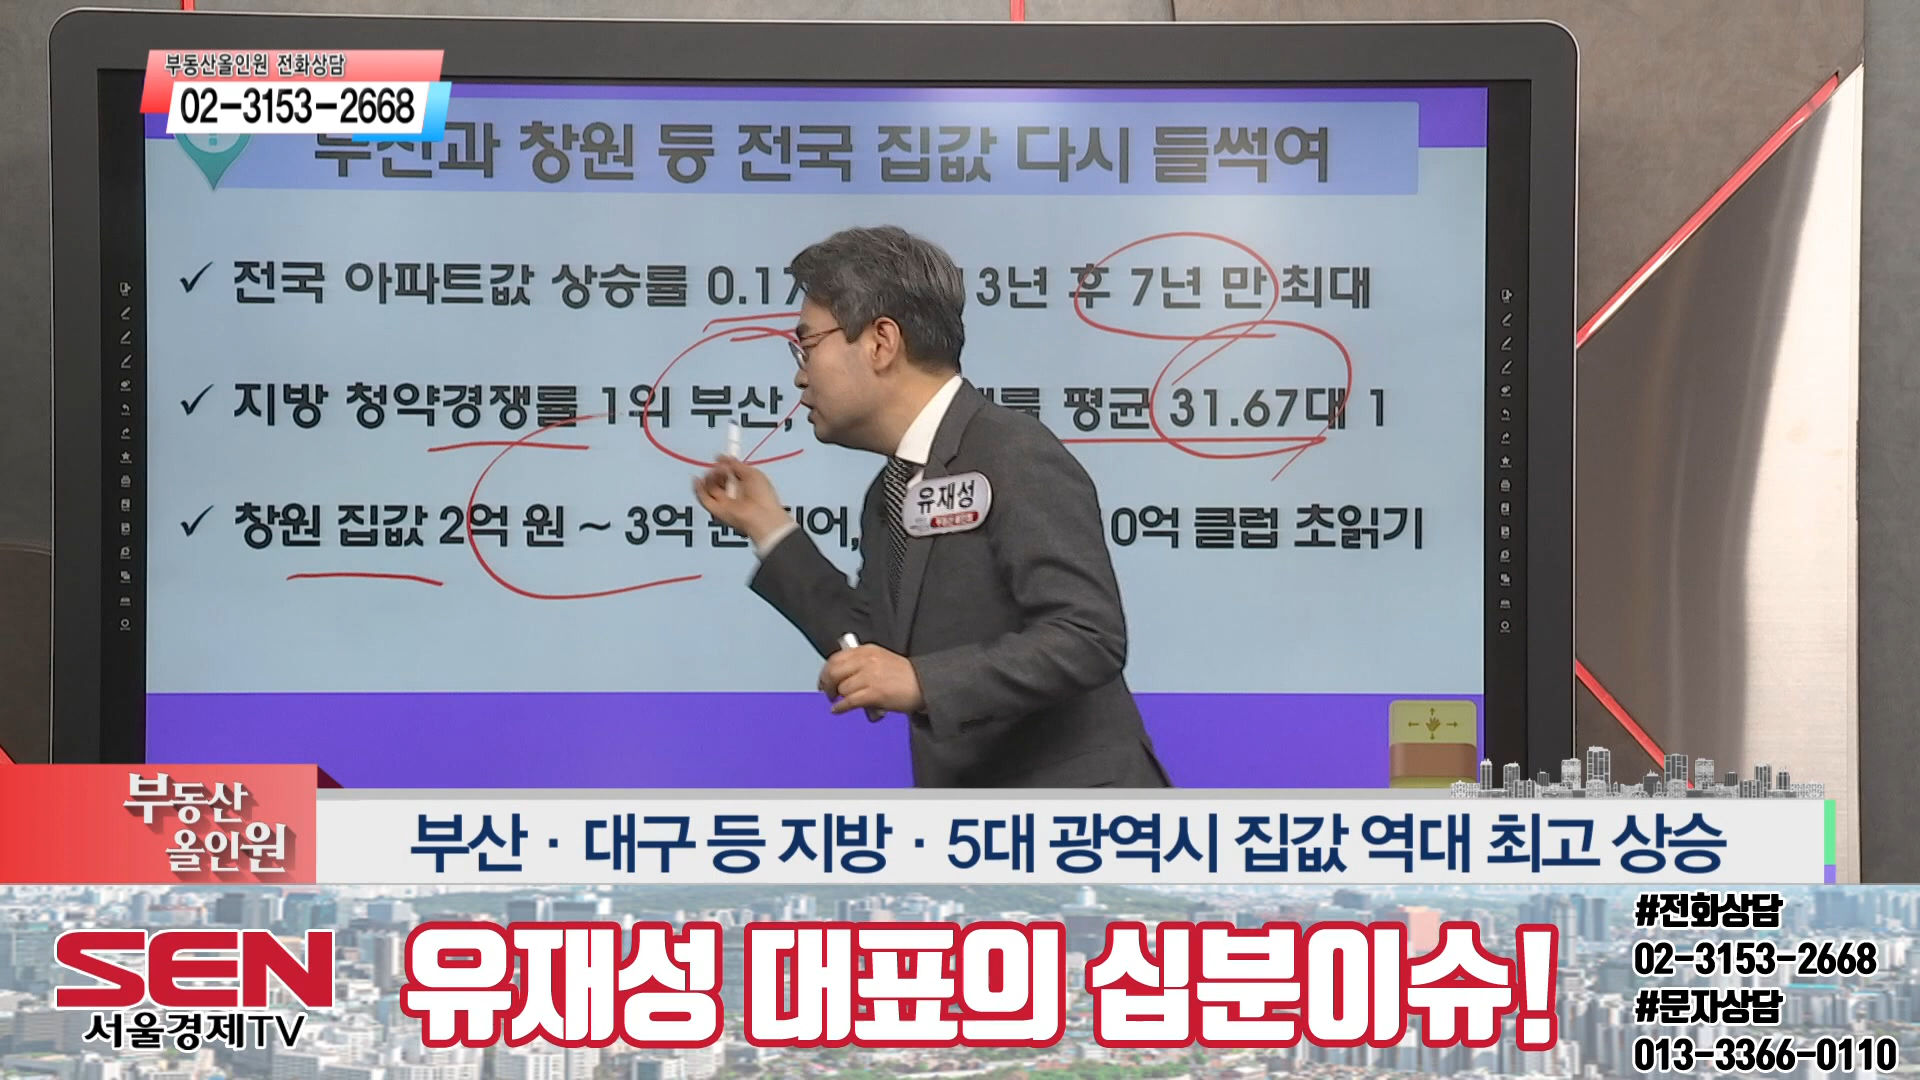 부동산올인원 전화상담
02-3153-2668
부산과 창원 등 전국 집값 다시 들썩여
✓ 전국 아파트값 상승률 0.17 3년 후 7년 만 최대
✓ 지방 청약경쟁률 1위 부산, 평균 31.67대 1
✓ 창원 집값 2억 원 ~ 3억 0억 클럽 초읽기
유재성
부동산
올인원
부산 · 대구 등 지방 · 5대 광역시 집값 역대 최고 상승
SEN
서울경제TV
유재성 대표의 십분이슈!
#전화상담
02-3153-2668
#문자상담
013-3366-0110